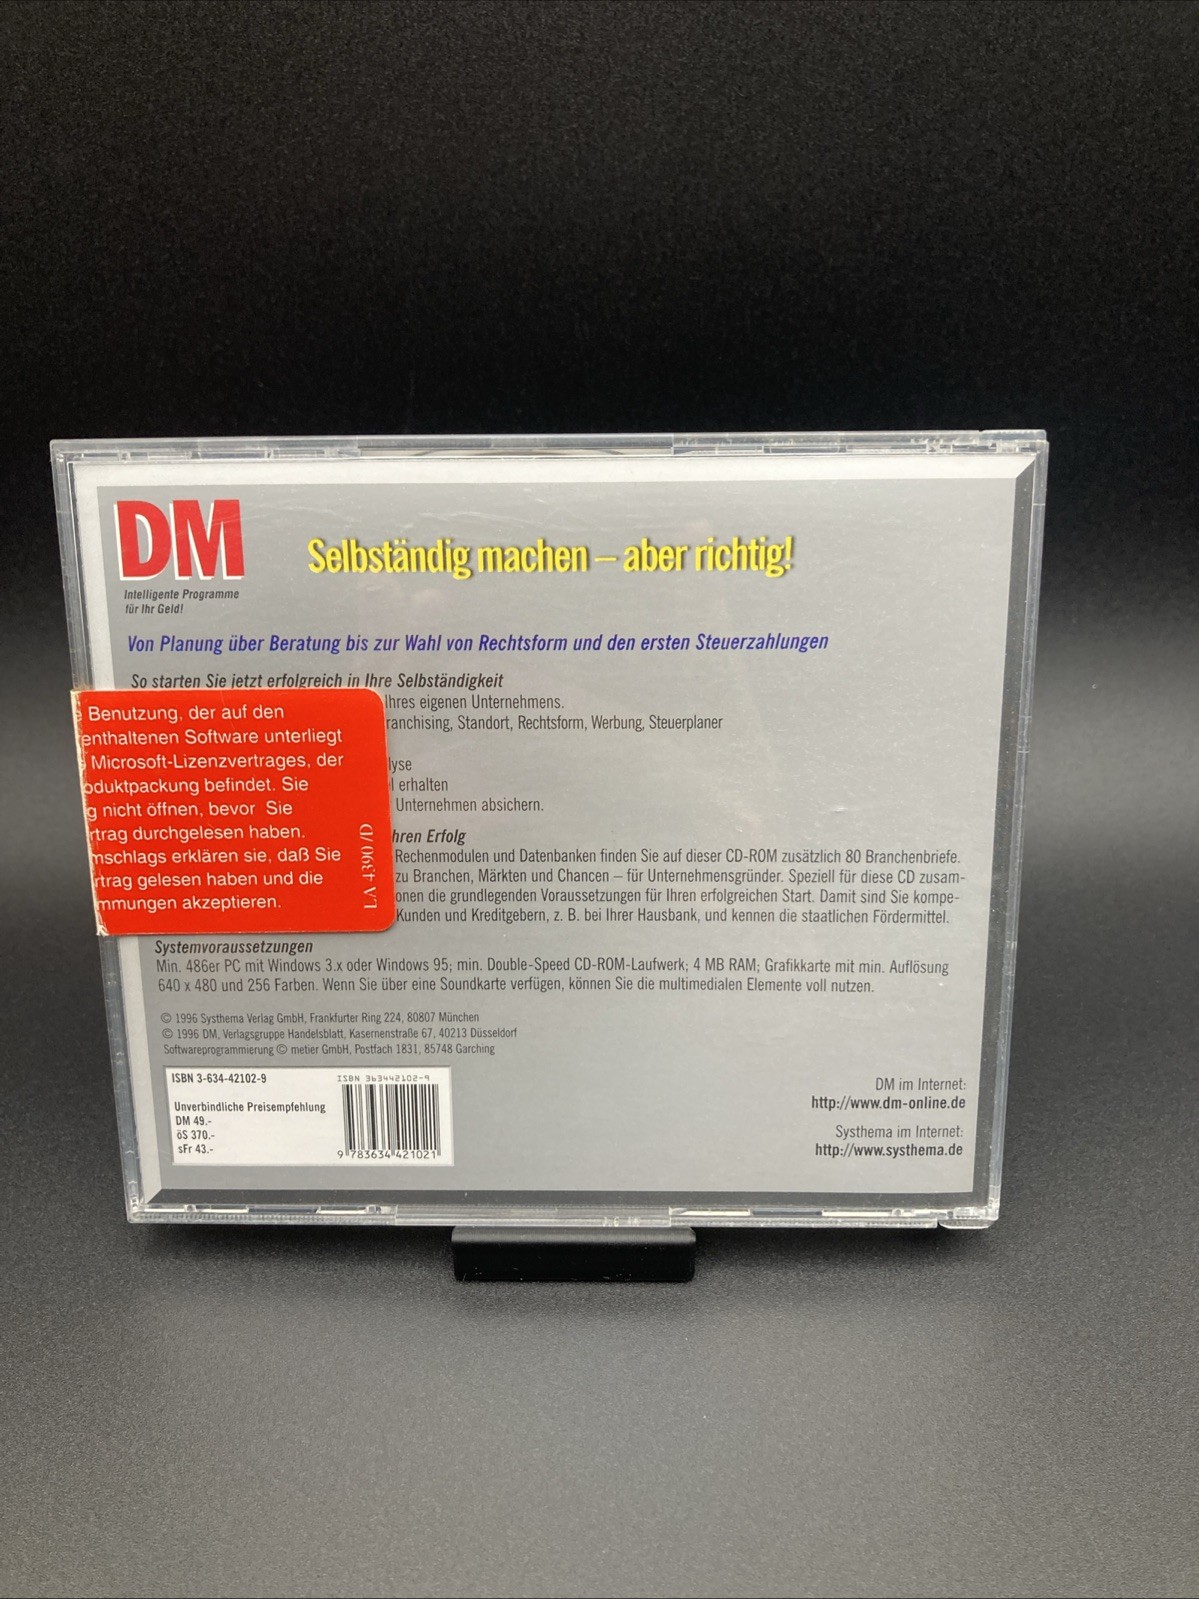 DM
Intelligente Programme
für Ihr Geld!
Selbständig machen – aber richtig!
Von Planung über Beratung bis zur Wahl von Rechtsform und den ersten Steuerzahlungen
So starten Sie jetzt erfolgreich in Ihre Selbständigkeit
Ihres eigenen Unternehmens.
ranchising, Standort, Rechtsform, Werbung, Steuerplaner
lyse
l erhalten
Unternehmen absichern.
hren Erfolg
Rechenmodulen und Datenbanken finden Sie auf dieser CD-ROM zusätzlich 80 Branchenbriefe.
zu Branchen, Märkten und Chancen – für Unternehmensgründer. Speziell für diese CD zusam-
onen die grundlegenden Voraussetzungen für Ihren erfolgreichen Start. Damit sind Sie kompe-
Kunden und Kreditgebern, z. B. bei Ihrer Hausbank, und kennen die staatlichen Fördermittel.
Benutzung, der auf den
enthaltenen Software unterliegt
Microsoft-Lizenzvertrages, der
oduktpackung befindet. Sie
g nicht öffnen, bevor Sie
rtrag durchgelesen haben.
mschlags erklären sie, daß Sie
rtrag gelesen haben und die
mmungen akzeptieren.
LA 4390 /D
Systemvoraussetzungen
Min. 486er PC mit Windows 3.x oder Windows 95; min. Double-Speed CD-ROM-Laufwerk; 4 MB RAM; Grafikkarte mit min. Auflösung
640 x 480 und 256 Farben. Wenn Sie über eine Soundkarte verfügen, können Sie die multimedialen Elemente voll nutzen.
© 1996 Systhema Verlag GmbH, Frankfurter Ring 224, 80807 München
© 1996 DM, Verlagsgruppe Handelsblatt, Kasernenstraße 67, 40213 Düsseldorf
Softwareprogrammierung © metier GmbH, Postfach 1831, 85748 Garching
ISBN 3-634-42102-9
Unverbindliche Preisempfehlung
DM 49.-
öS 370.-
sFr 43.-
ISBN 363442102-9
9 783634 421021
DM im Internet:
http://www.dm-online.de
Systhema im Internet:
http://www.systhema.de